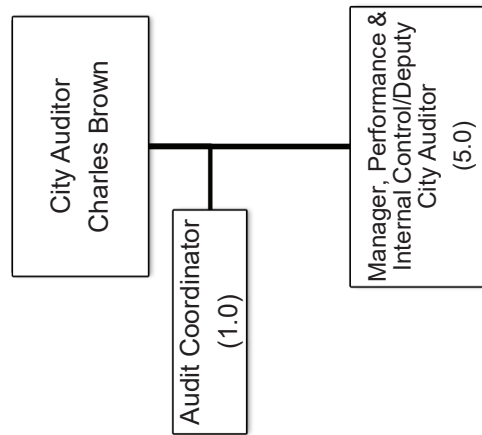 City Auditor
Charles Brown
Audit Coordinator
(1.0)
Manager, Performance &
Internal Control/Deputy
City Auditor
(5.0)